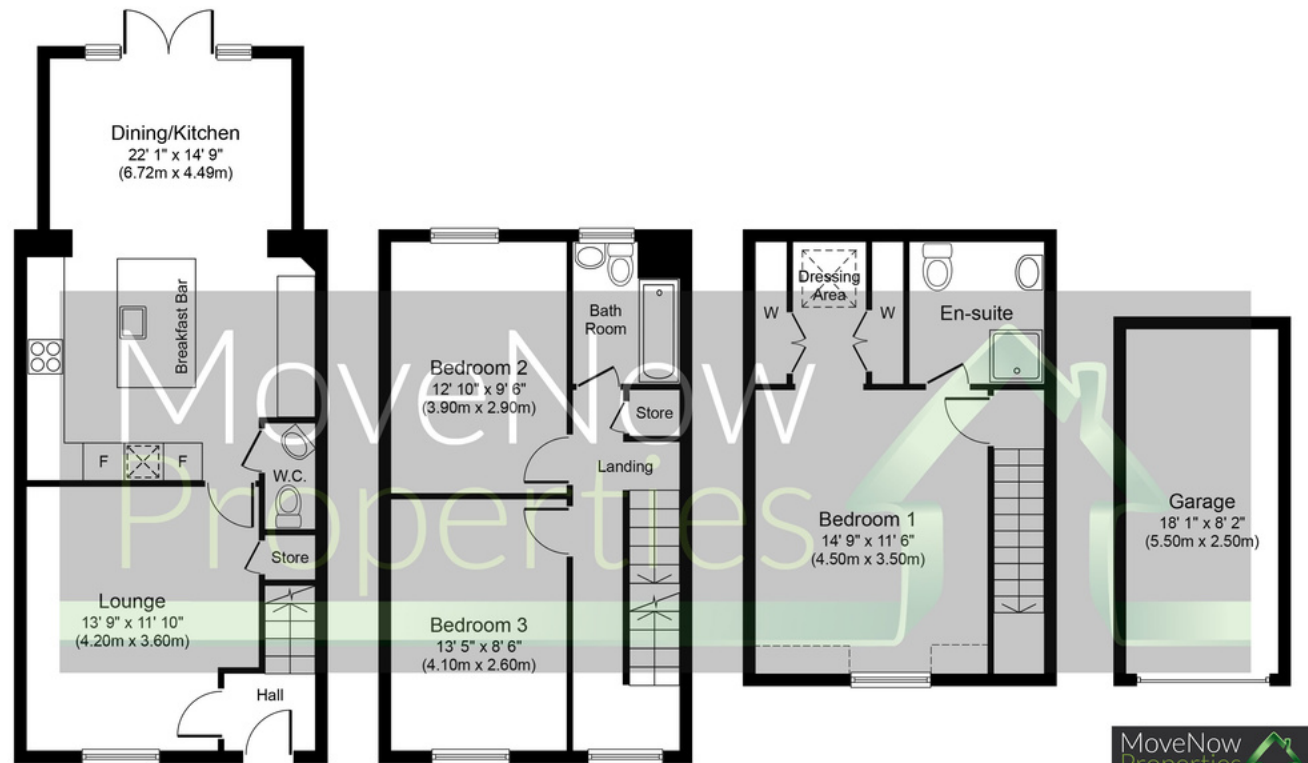 Dining/Kitchen
22' 1" x 14' 9"
(6.72m x 4.49m)
Breakfast Bar
F
F
W.C.
Store
Lounge
13' 9" x 11' 10"
(4.20m x 3.60m)
Hall
Bedroom 2
12' 10" x 9' 6"
(3.90m x 2.90m)
Bath
Room
Store
Landing
Bedroom 3
13' 5" x 8' 6"
(4.10m x 2.60m)
W
Dressing
Area
W
En-suite
Bedroom 1
14' 9" x 11' 6"
(4.50m x 3.50m)
Garage
18' 1" x 8' 2"
(5.50m x 2.50m)
MoveNow
Properties
MoveNow
Properties